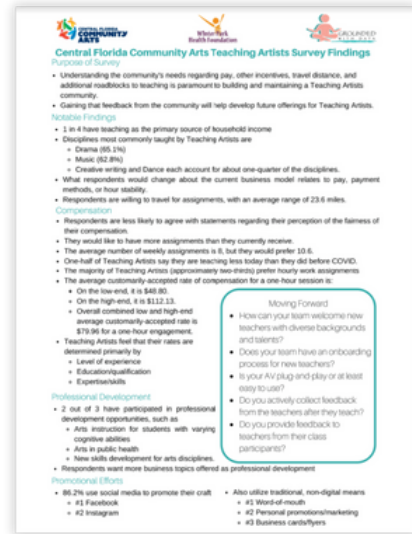 CENTRAL FLORIDA
COMMUNITY
ARTS
Winter Park
Health Foundation
GROUNDED
Central Florida Community Arts Teaching Artists Survey Findings
Purpose of Survey
• Understanding the community's needs regarding pay, other incentives, travel distance, and
additional roadblocks to teaching is paramount to building and maintaining a Teaching Artists
community.
• Gaining that feedback from the community will help develop future offerings for Teaching Artists.
Notable Findings
• 1 in 4 have teaching as the primary source of household income
• Disciplines most commonly taught by Teaching Artists are
Drama (65.1%)
Music (62.8%)
Creative writing and Dance each account for about one-quarter of the disciplines.
• What respondents would change about the current business model relates to pay, payment
methods, or hour stability.
• Respondents are willing to travel for assignments, with an average range of 23.6 miles.
Compensation
• Respondents are less likely to agree with statements regarding their perception of the fairness of
their compensation.
• They would like to have more assignments than they currently receive.
• The average number of weekly assignments is 8, but they would prefer 10.6.
• One-half of Teaching Artists say they are teaching less today than they did before COVID.
• The majority of Teaching Artists (approximately two-thirds) prefer hourly work assignments
• The average customarily-accepted rate of compensation for a one-hour session is:
On the low-end, it is $48.80.
On the high-end, it is $112.13.
Overall combined low and high-end
average customarily-accepted rate is
$79.96 for a one-hour engagement.
• Teaching Artists feel that their rates are
determined primarily by
Level of experience
Education/qualification
Expertise/skills
Moving Forward
• How can your team welcome new
teachers with diverse backgrounds
and talents?
• Does your team have an onboarding
process for new teachers?
• Is your AV plug-and-play or at least
easy to use?
• Do you actively collect feedback
from the teachers after they teach?
• Do you provide feedback to
teachers from their class
participants?
Professional Development
• 2 out of 3 have participated in professional
development opportunities, such as
Arts instruction for students with varying
cognitive abilities
Arts in public health
New skills development for arts disciplines.
• Respondents want more business topics offered as professional development
Promotional Efforts
• 86.2% use social media to promote their craft
#1 Facebook
#2 Instagram
• Also utilize traditional, non-digital means
#1 Word-of-mouth
#2 Personal promotions/marketing
#3 Business cards/flyers